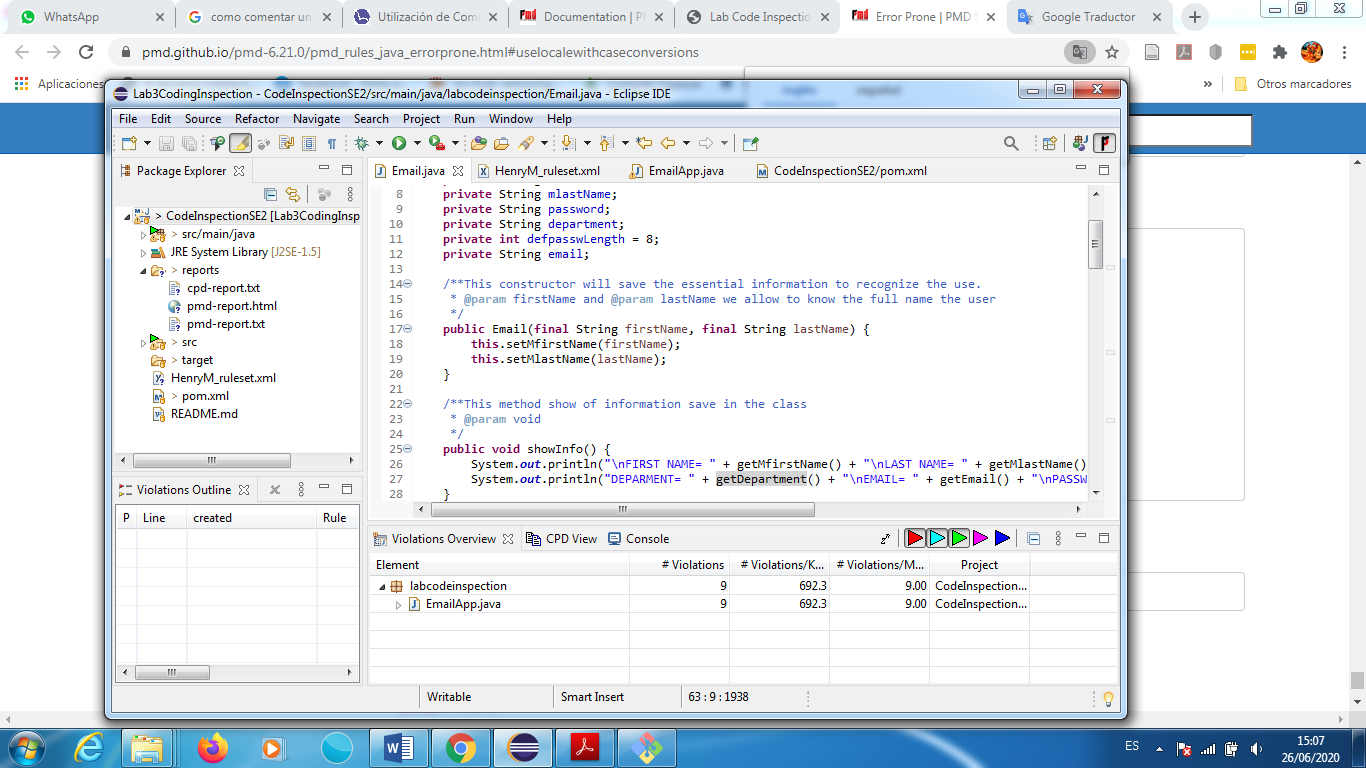 WhatsApp
como comentar un
Utilización de Com
Documentation | P
Lab Code Inspectio
Error Prone | PMD S
Google Traductor
pmd.github.io/pmd-6.21.0/pmd_rules_java_errorprone.html#uselocalewithcaseconversions
Aplicaciones
»
Otros marcadores
Lab3CodingInspection - CodeInspectionSE2/src/main/java/labcodeinspection/Email.java - Eclipse IDE
File Edit Source Refactor Navigate Search Project Run Window Help
Package Explorer
> CodeInspectionSE2 [Lab3CodingInsp
> src/main/java
JRE System Library [J2SE-1.5]
> reports
cpd-report.txt
pmd-report.html
pmd-report.txt
> src
> target
HenryM_ruleset.xml
> pom.xml
README.md
Email.java
HenryM_ruleset.xml
EmailApp.java
CodeInspectionSE2/pom.xml
8 private String mlastName;
9 private String password;
10 private String department;
11 private int defpasswLength = 8;
12 private String email;
13
14 /**This constructor will save the essential information to recognize the use.
15 * @param firstName and @param lastName we allow to know the full name the user
16 */
17 public Email(final String firstName, final String lastName) {
18 this.setMfirstName(firstName);
19 this.setMlastName(lastName);
20 }
21
22 /**This method show of information save in the class
23 * @param void
24 */
25 public void showInfo() {
26 System.out.println("\nFIRST NAME= " + getMfirstName() + "\nLAST NAME= " + getMlastName()
27 System.out.println("DEPARMENT= " + getDepartment() + "\nEMAIL= " + getEmail() + "\nPASSW
28 }
Violations Outline
P Line created Rule
Violations Overview
CPD View
Console
Element # Violations # Violations/K... # Violations/M... Project
labcodeinspection 9 692.3 9.00 CodeInspection...
EmailApp.java 9 692.3 9.00 CodeInspection...
Writable
Smart Insert
63 : 9 : 1938
ES
15:07
26/06/2020